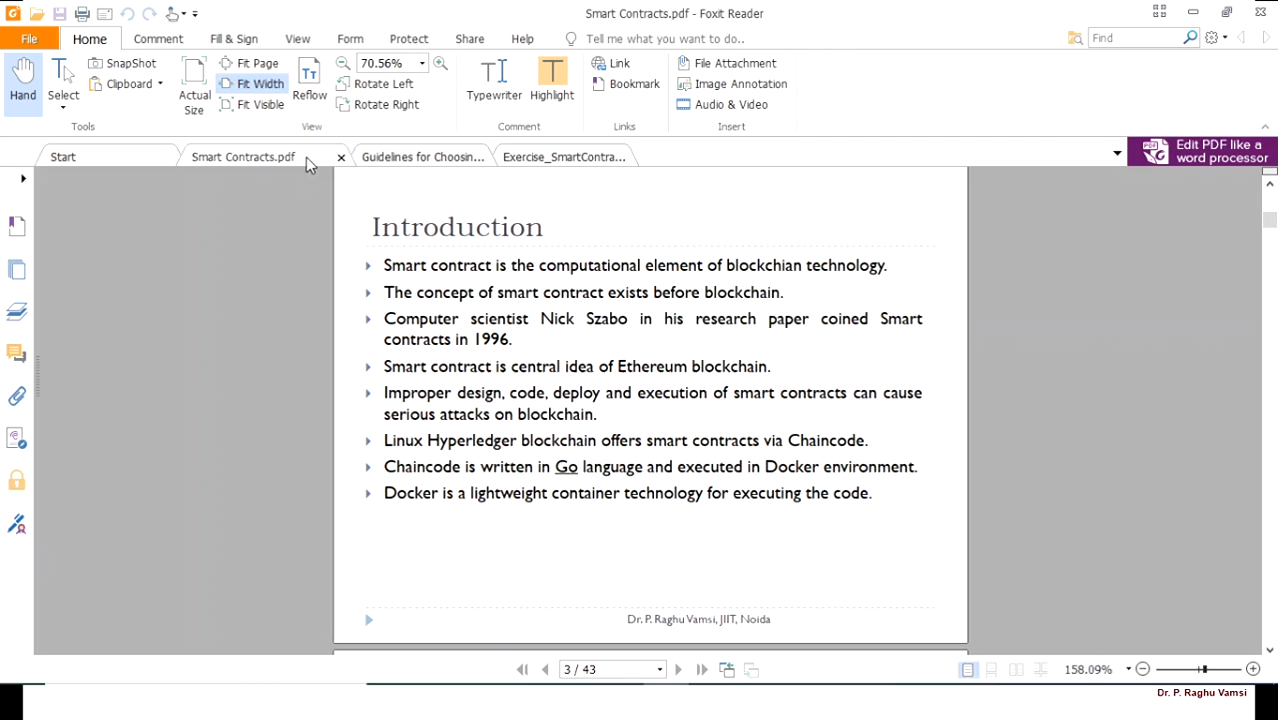 Smart Contracts.pdf - Foxit Reader
File Home Comment Fill & Sign View Form Protect Share Help Tell me what you want to do.. Find
Hand
Select
SnapShot
Clipboard
Tools
Actual Size
Fit Page
Fit Width
Fit Visible
Reflow
70.56%
Rotate Left
Rotate Right
View
Typewriter
Highlight
Comment
Link
Bookmark
Links
File Attachment
Image Annotation
Audio & Video
Insert
Start Smart Contracts.pdf Guidelines for Choosin... Exercise_SmartContra...
Edit PDF like a
word processor
Introduction
Smart contract is the computational element of blockchian technology.
The concept of smart contract exists before blockchain.
Computer scientist Nick Szabo in his research paper coined Smart
contracts in 1996.
Smart contract is central idea of Ethereum blockchain.
Improper design, code, deploy and execution of smart contracts can cause
serious attacks on blockchain.
Linux Hyperledger blockchain offers smart contracts via Chaincode.
Chaincode is written in Go language and executed in Docker environment.
Docker is a lightweight container technology for executing the code.
Dr. P. Raghu Vamsi, JIIT, Noida
3 / 43
158.09%
Dr. P. Raghu Vamsi